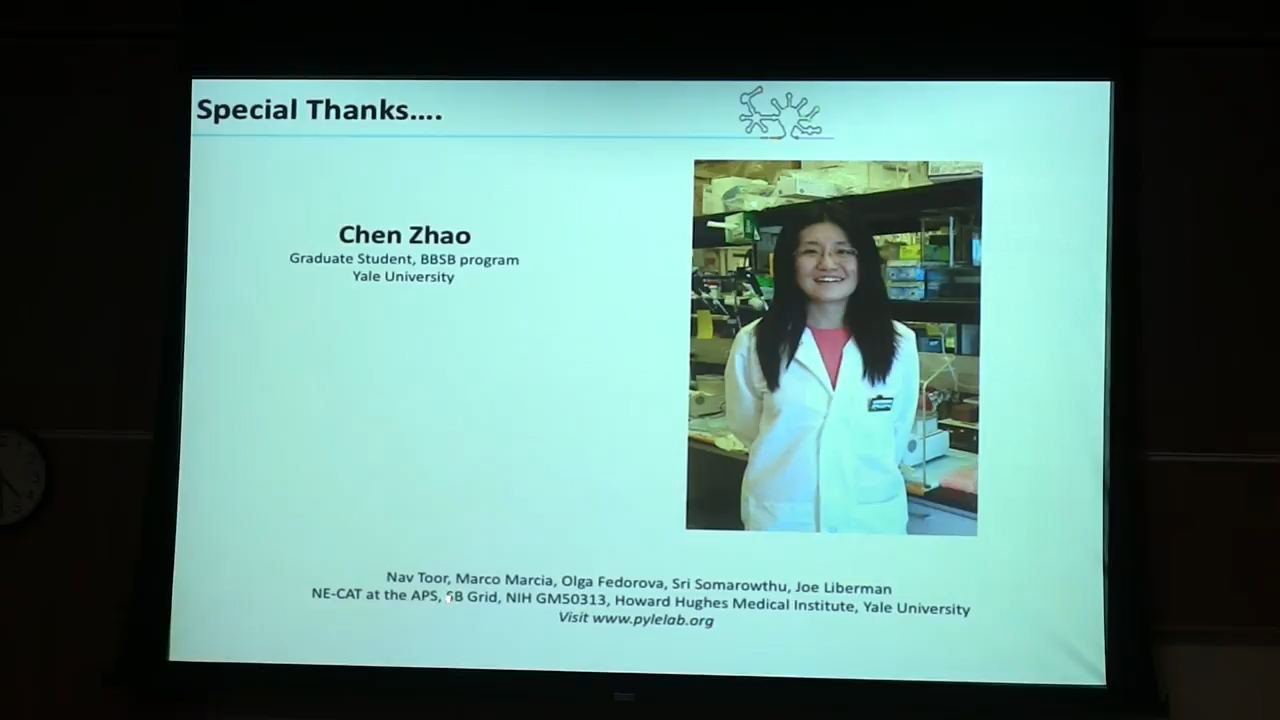 Special Thanks....
Chen Zhao
Graduate Student, BBSB program
Yale University
Nav Toor, Marco Marcia, Olga Fedorova, Sri Somarowthu, Joe Liberman
NE-CAT at the APS, SB Grid, NIH GM50313, Howard Hughes Medical Institute, Yale University
Visit www.pylelab.org